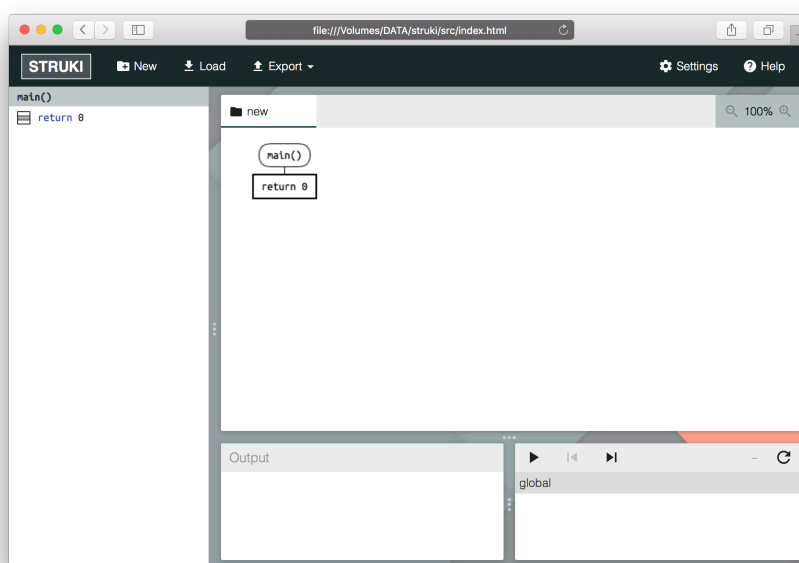 file:///Volumes/DATA/struki/src/index.html
STRUKI New Load Export Settings Help
main()
return 0
new 100%
main()
return 0
Output
global